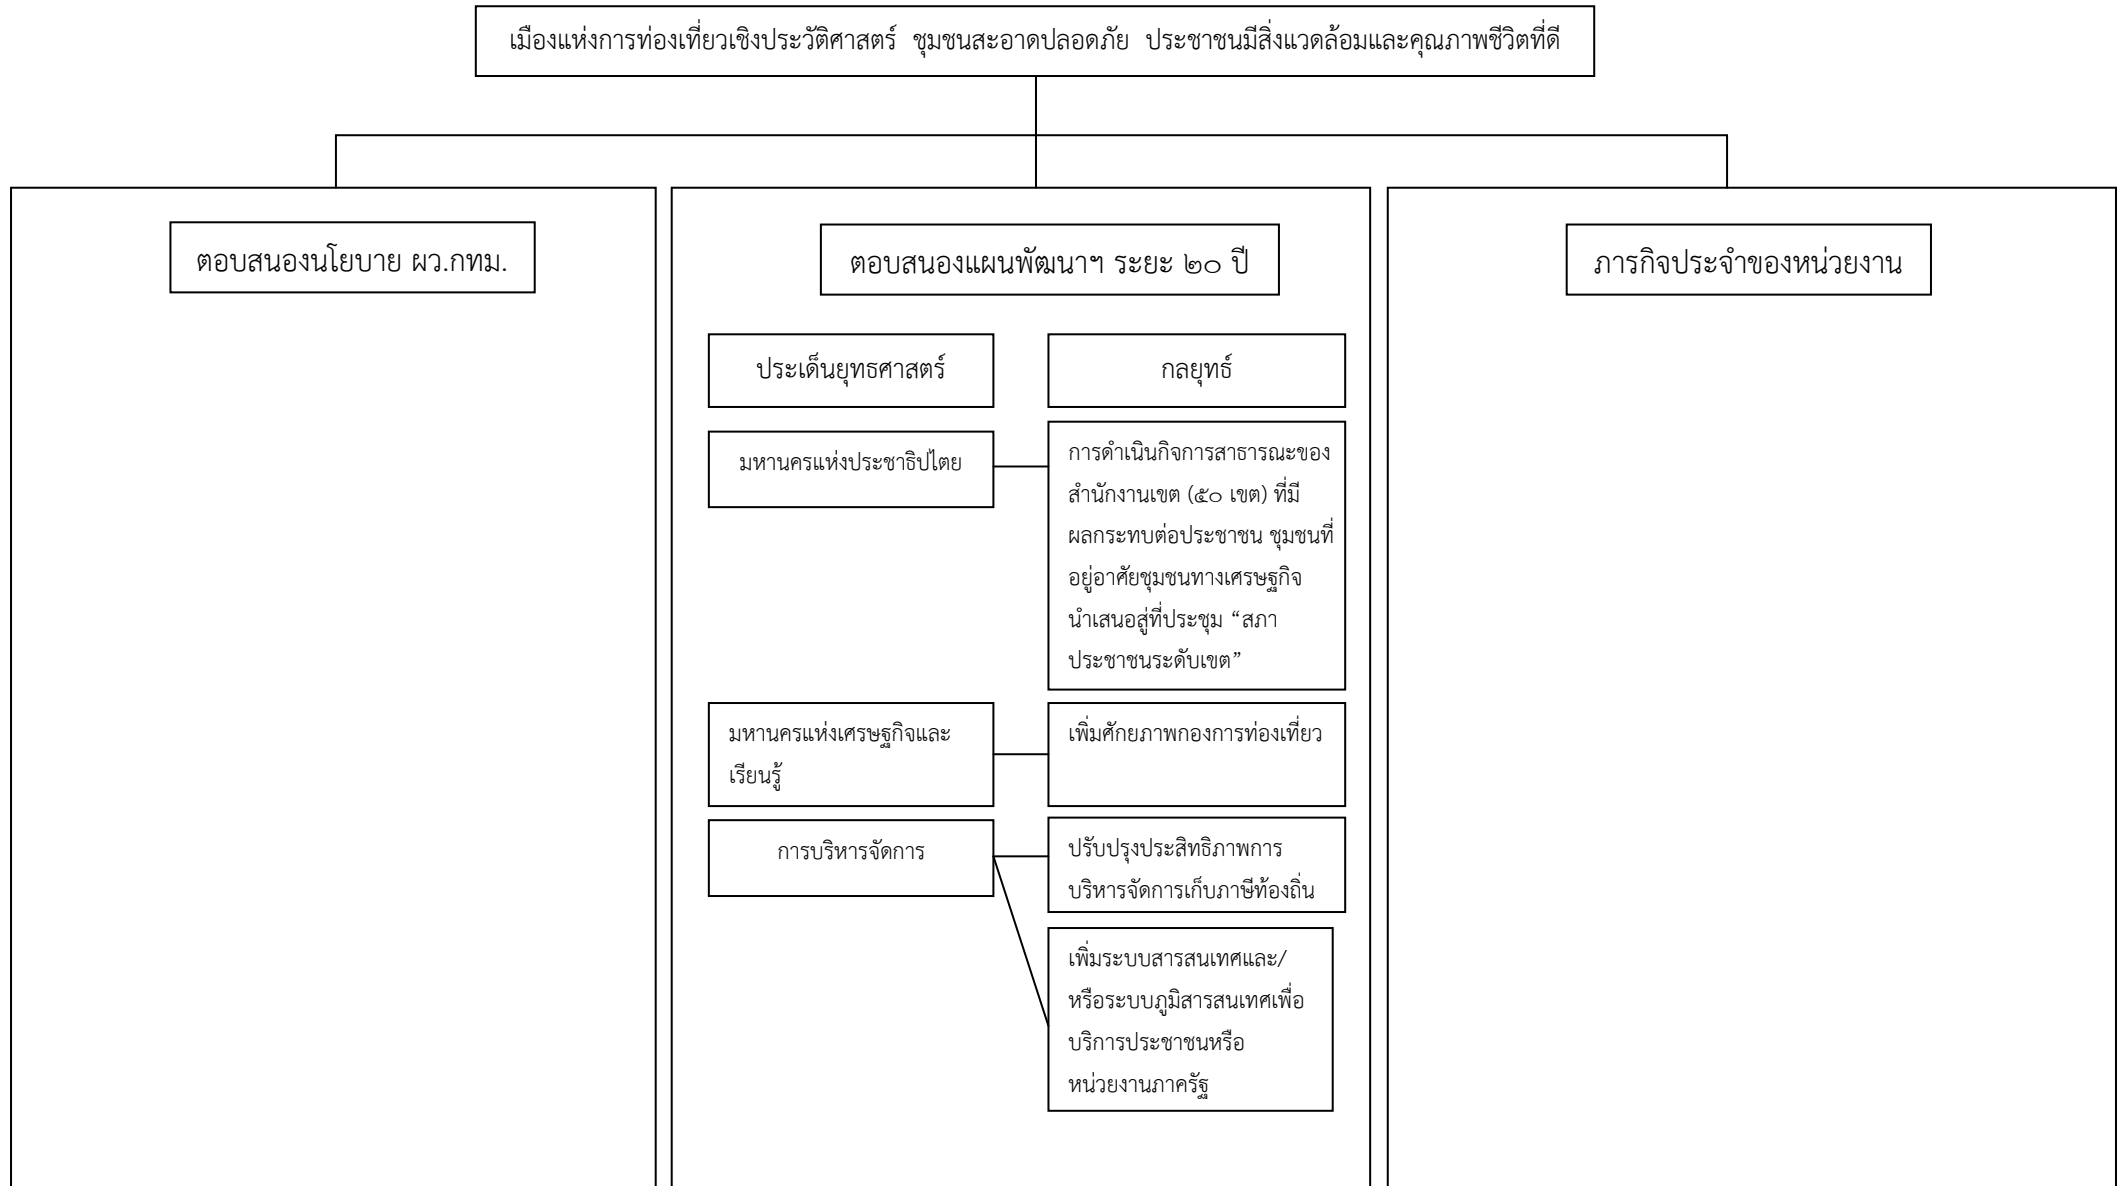 เมืองแห่งการท่องเที่ยวเชิงประวัติศาสตร์ ชุมชนสะอาดปลอดภัย ประชาชนมีสิ่งแวดล้อมและคุณภาพชีวิตที่ดี
ตอบสนองนโยบาย ผว.กทม.
ตอบสนองแผนพัฒนาฯ ระยะ ๒๐ ปี
ภารกิจประจำของหน่วยงาน
ประเด็นยุทธศาสตร์
กลยุทธ์
มหานครแห่งประชาธิปไตย
การดำเนินกิจการสาธารณะของ
สำนักงานเขต (๕๐ เขต) ที่มี
ผลกระทบต่อประชาชน ชุมชนที่
อยู่อาศัยชุมชนทางเศรษฐกิจ
นำเสนอสู่ที่ประชุม “สภา
ประชาชนระดับเขต”
มหานครแห่งเศรษฐกิจและ
เรียนรู้
เพิ่มศักยภาพกองการท่องเที่ยว
การบริหารจัดการ
ปรับปรุงประสิทธิภาพการ
บริหารจัดการเก็บภาษีท้องถิ่น
เพิ่มระบบสารสนเทศและ/
หรือระบบภูมิสารสนเทศเพื่อ
บริการประชาชนหรือ
หน่วยงานภาครัฐ